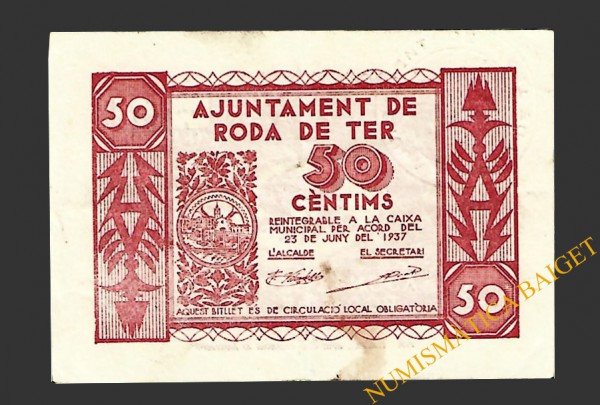 50
AJUNTAMENT DE
RODA DE TER
50
CÈNTIMS
REINTEGRABLE A LA CAIXA
MUNICIPAL PER ACORD DEL
23 DE JUNY DEL 1937
L'ALCALDE EL SECRETARI
AQUEST BITLLET ES DE CIRCULACIÓ LOCAL OBLIGATÒRIA
50
NUMISMATICA BAIGET